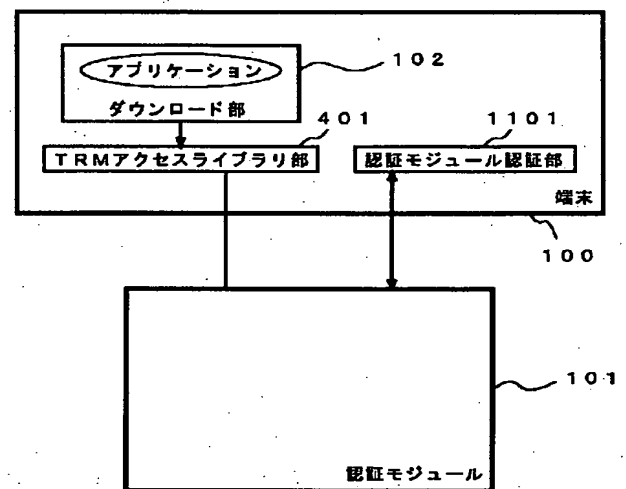 アプリケーション
ダウンロード部
102
401
1101
TRMアクセスライブラリ部
認証モジュール認証部
端末
100
101
認証モジュール